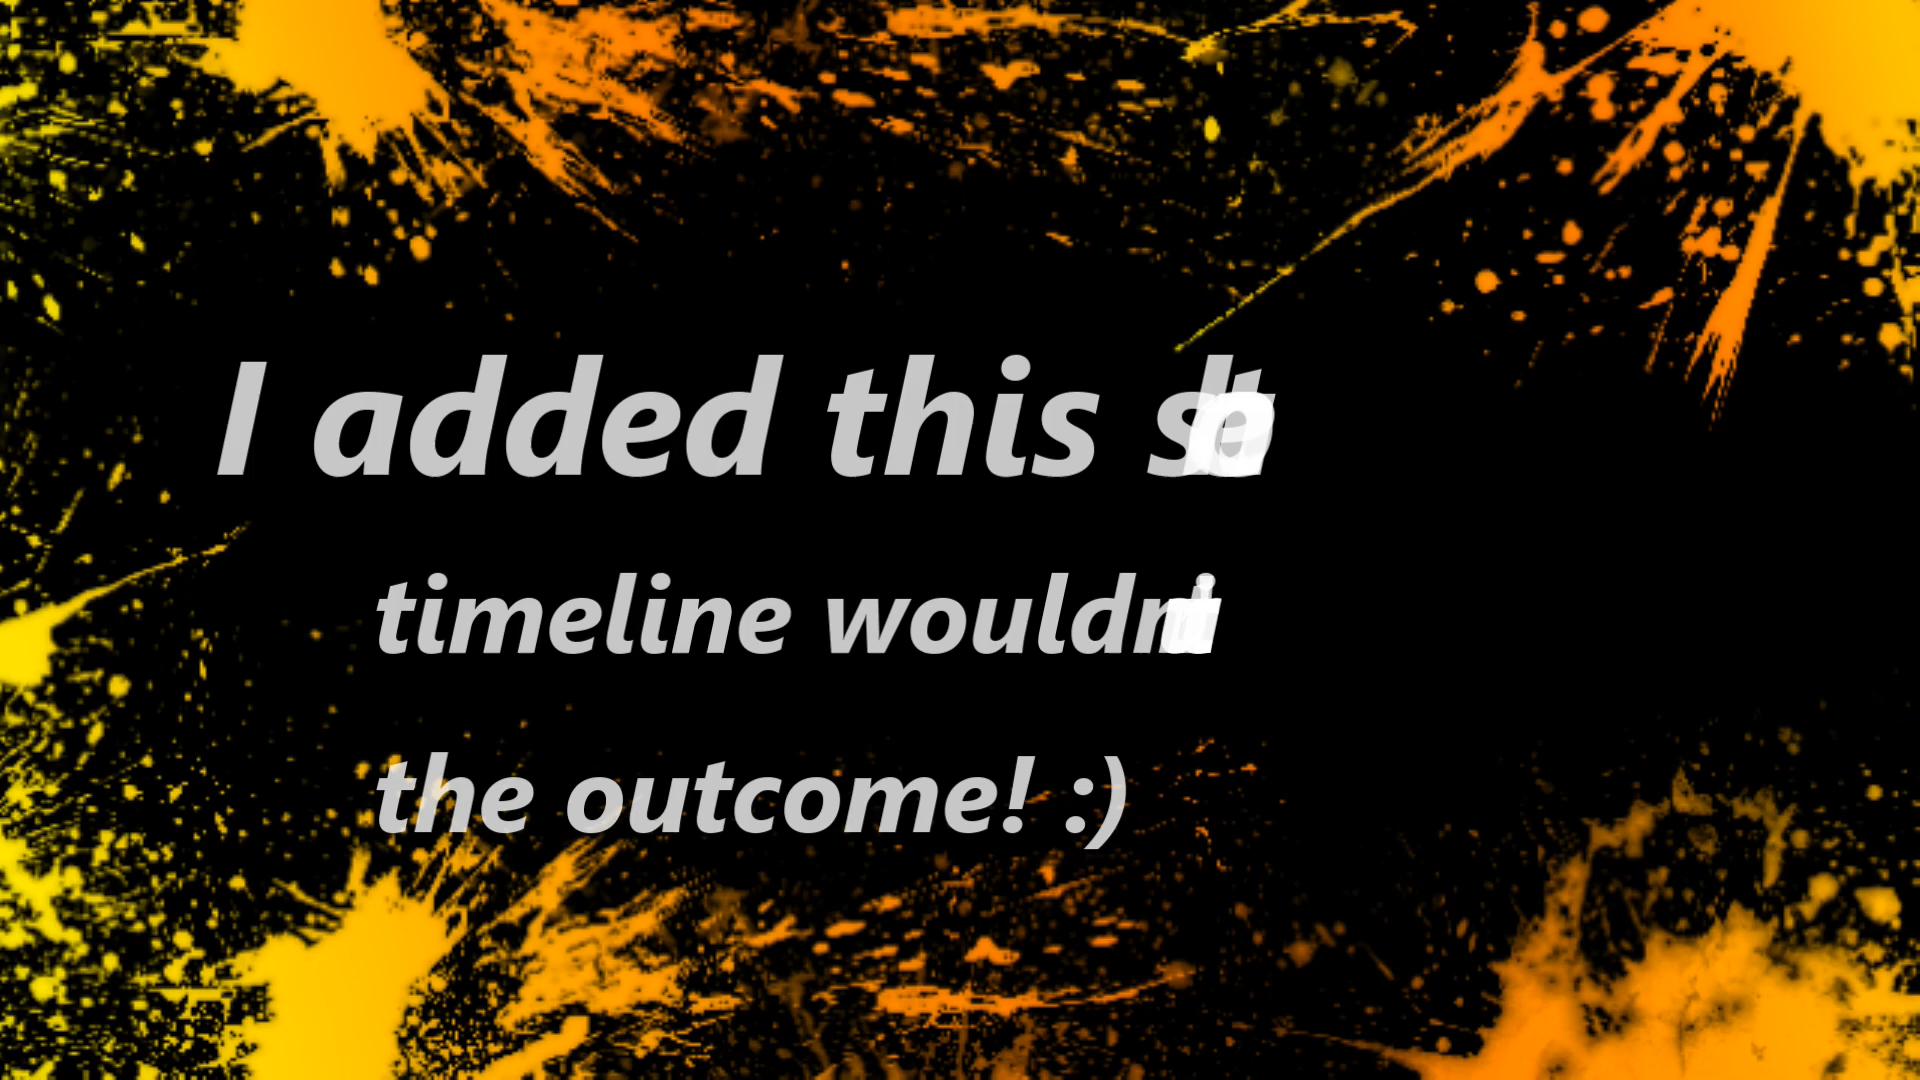 I added this
timeline
the outcome! :)